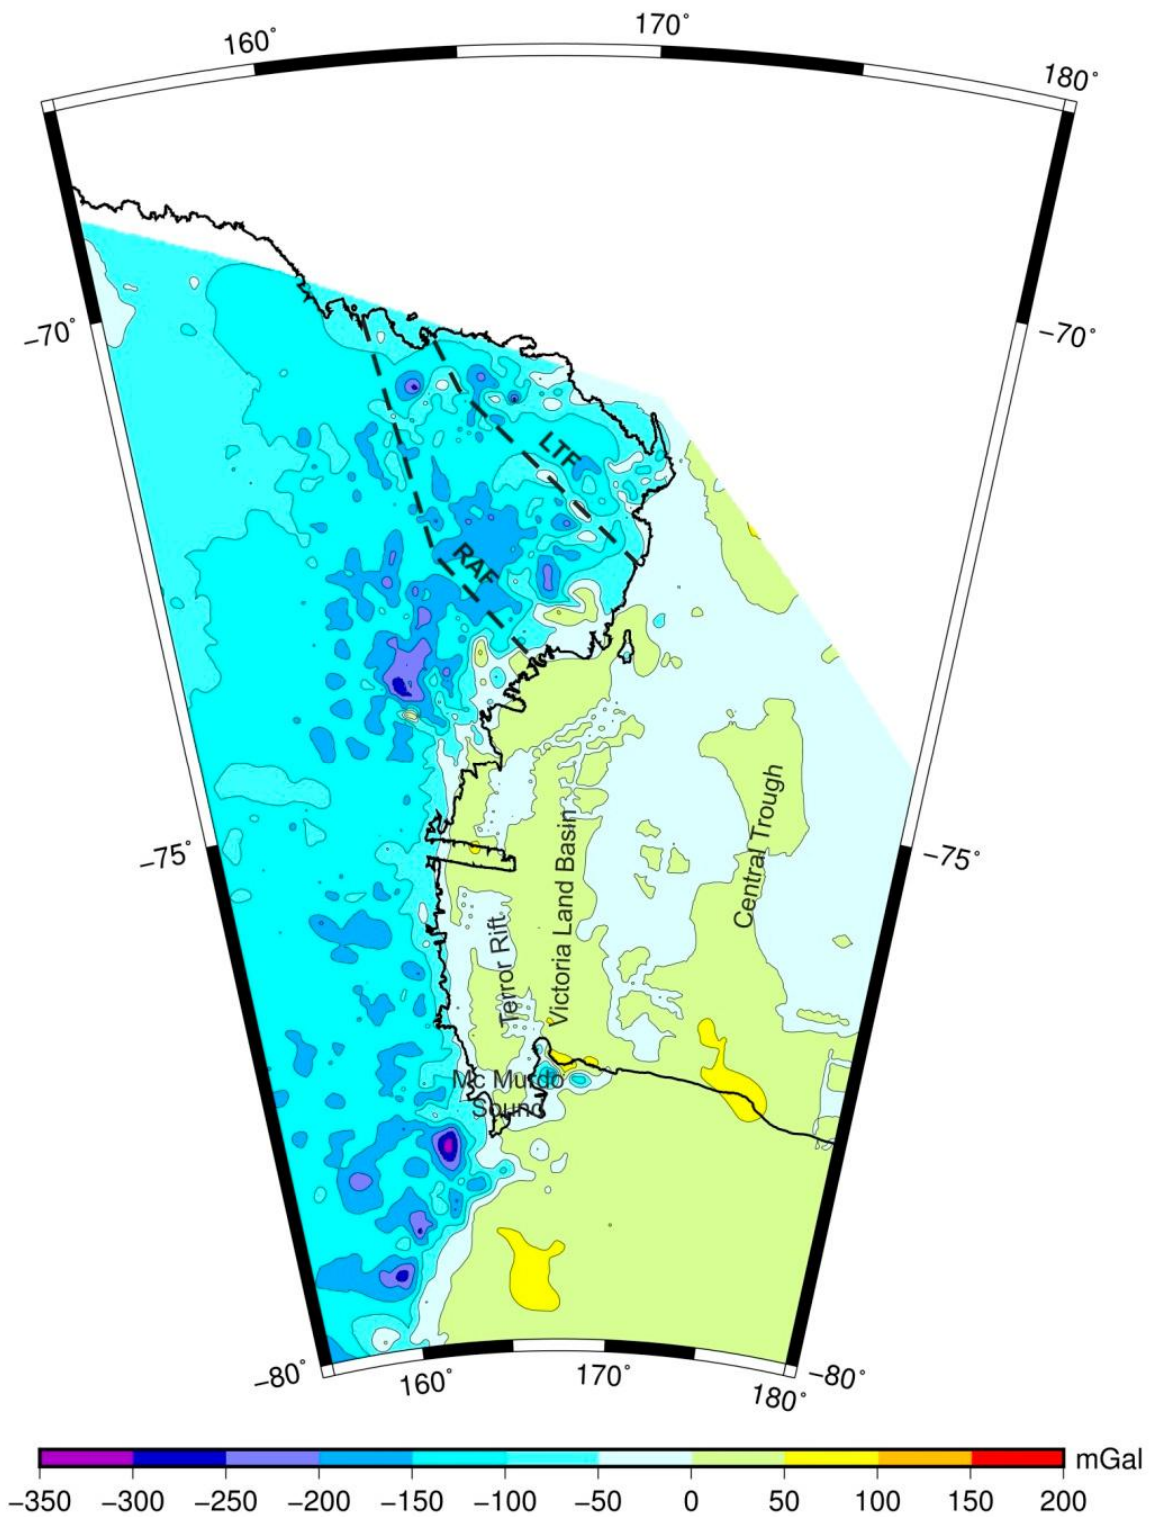 160°
170°
180°
−70°
−70°
LTF
RAF
−75°
−75°
Central Trough
Victoria Land Basin
Terror Rift
Mc Murdo
Sound
−80°
160°
170°
180°
−80°
mGal
−350 −300 −250 −200 −150 −100 −50 0 50 100 150 200